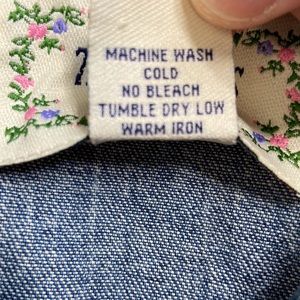 MACHINE WASH
COLD
NO BLEACH
TUMBLE DRY LOW
WARM IRON